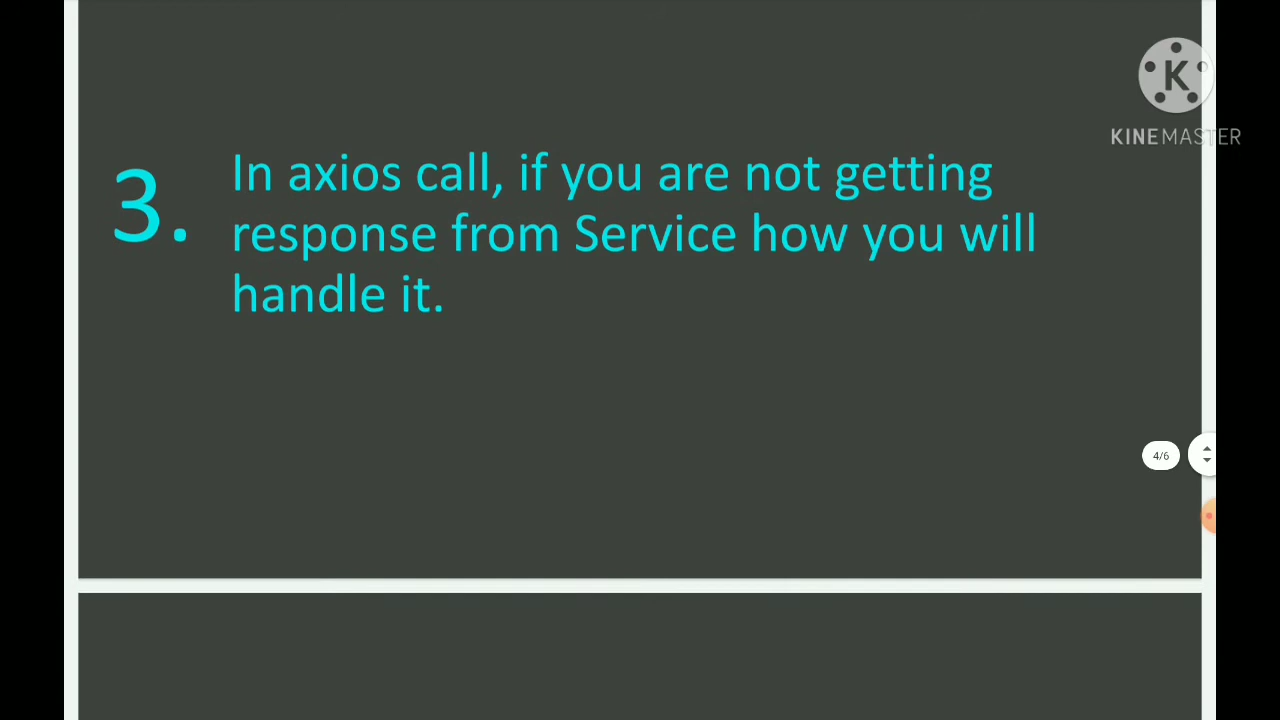 K
KINEMASTER
3.
In axios call, if you are not getting
response from Service how you will
handle it.
4/6